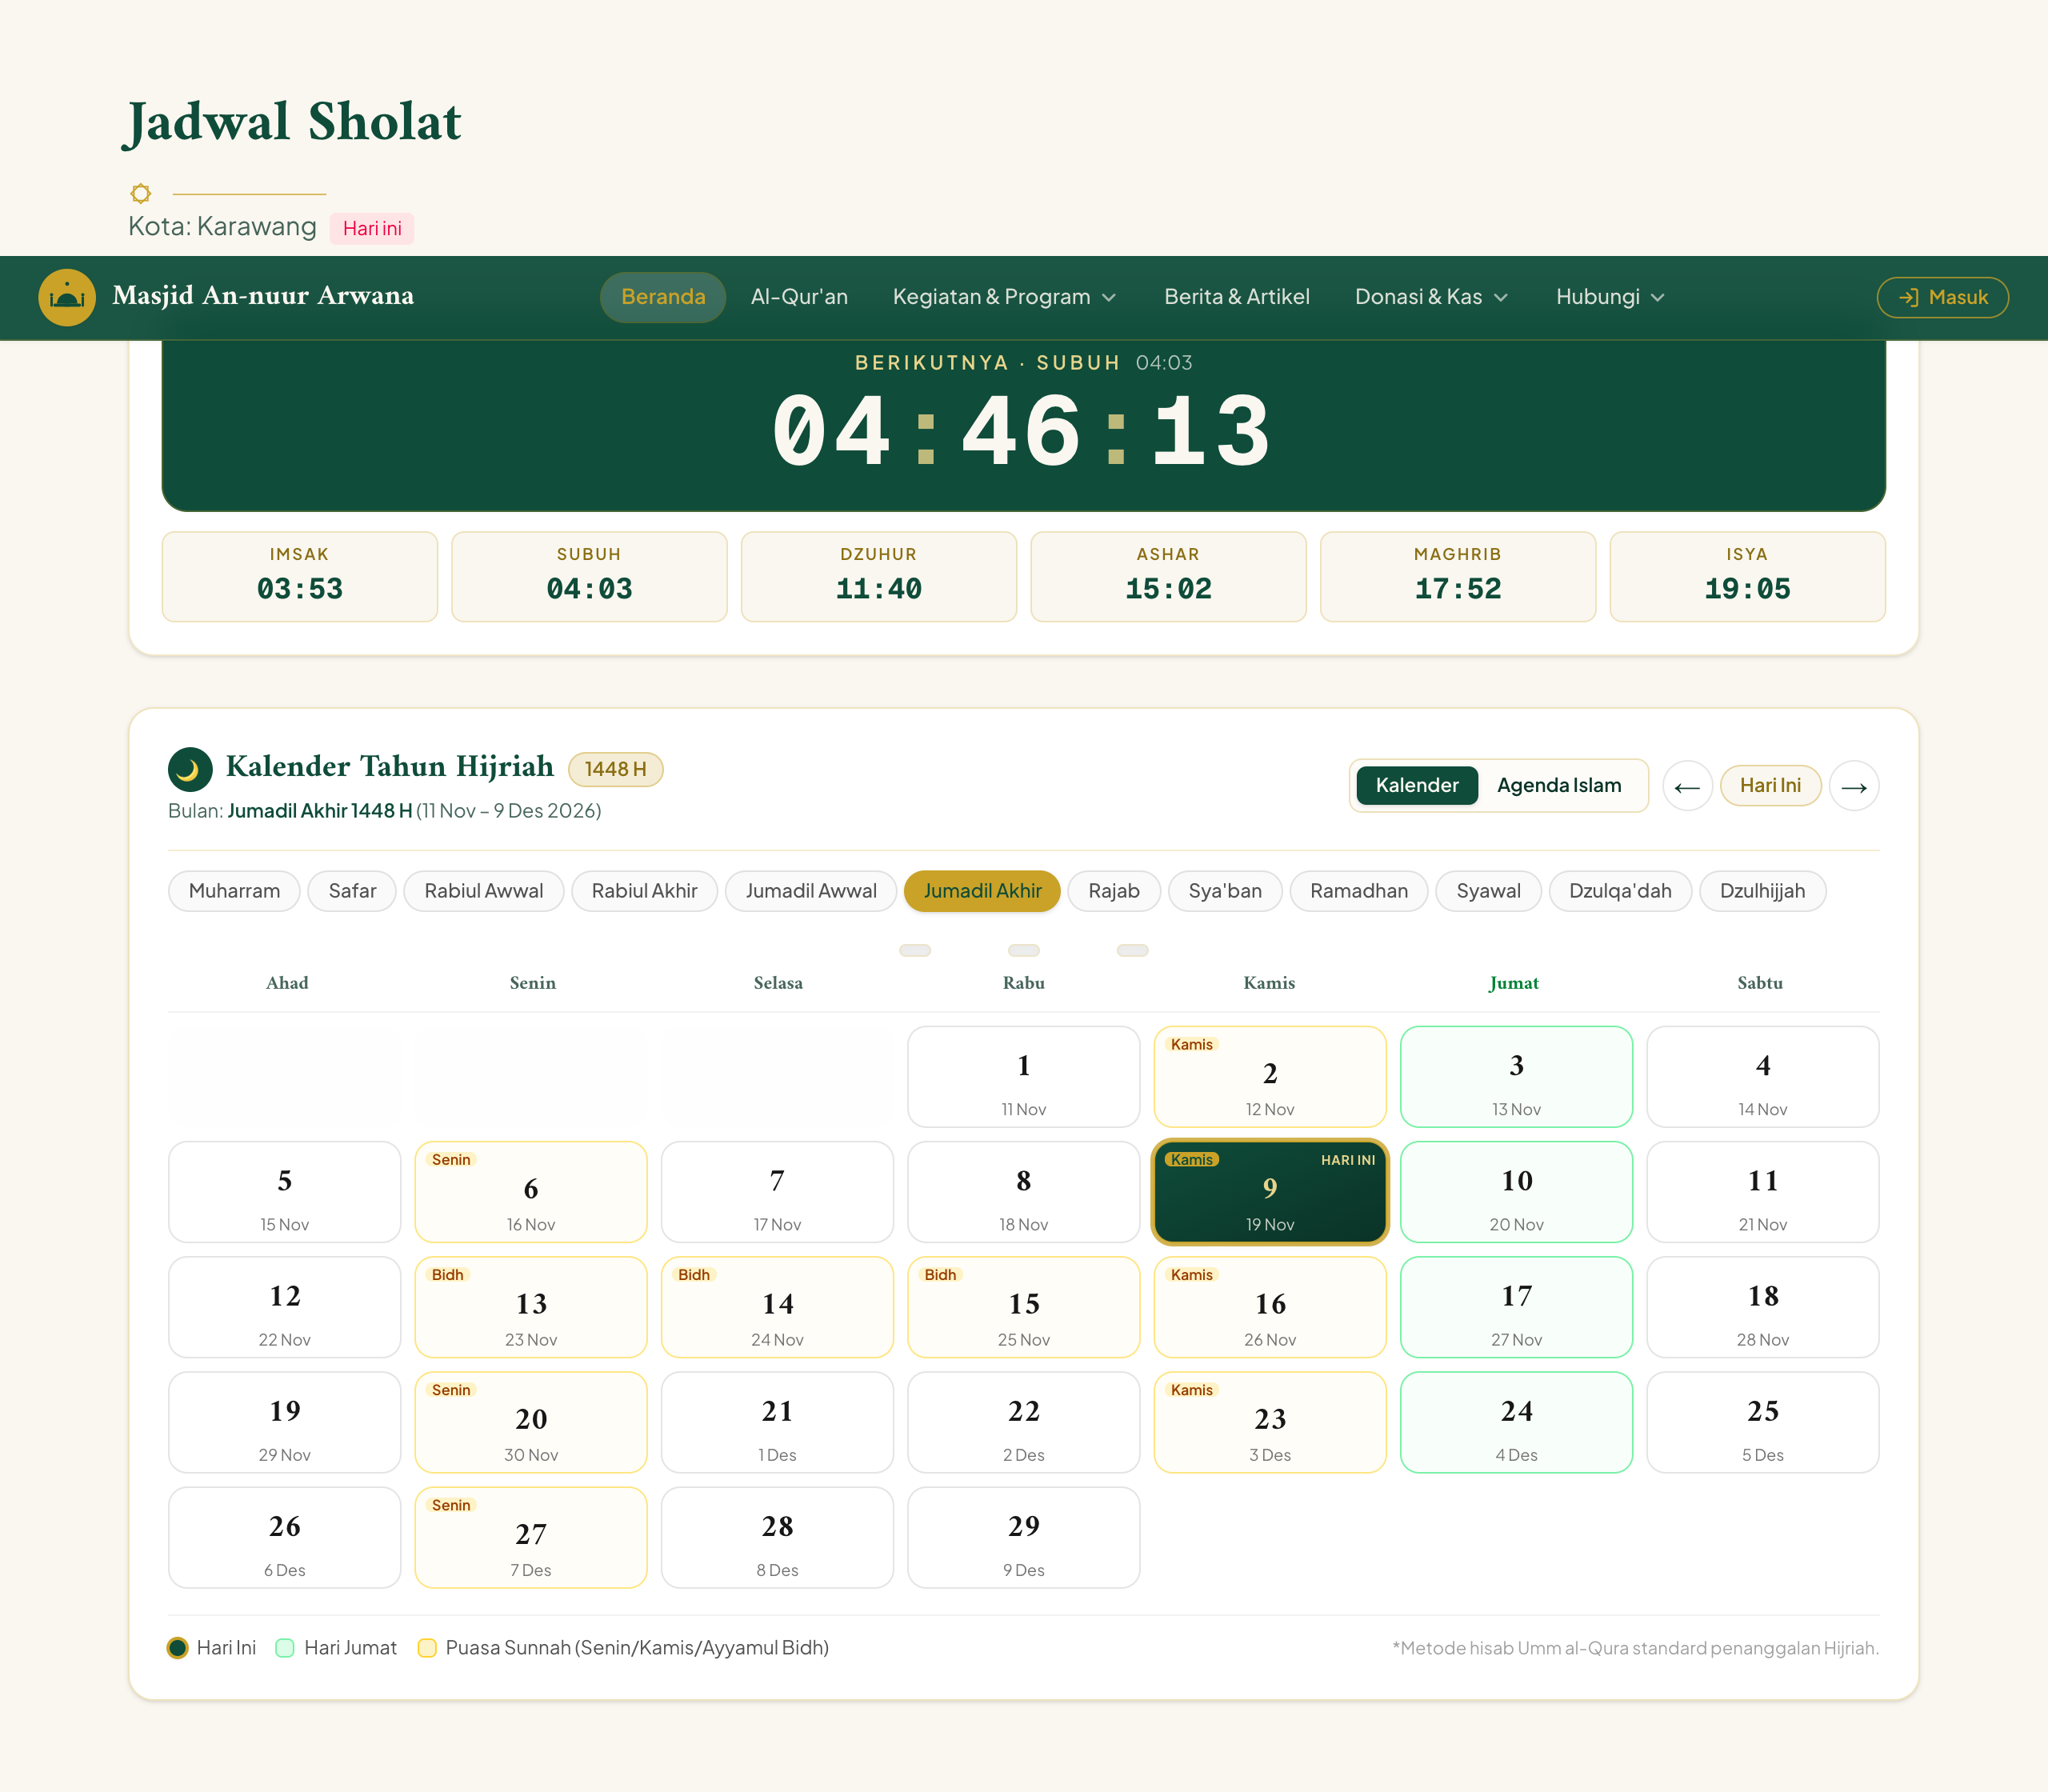 Jadwal Sholat
Kota: Karawang Hari ini
Masjid An-nuur Arwana Beranda Al-Qur'an Kegiatan & Program Berita & Artikel Donasi & Kas Hubungi Masuk
BERIKUTNYA · SUBUH 04:03
04:46:13
IMSAK SUBUH DZUHUR ASHAR MAGHRIB ISYA
03:53 04:03 11:40 15:02 17:52 19:05
Kalender Tahun Hijriah 1448 H
Bulan: Jumadil Akhir 1448 H (11 Nov – 9 Des 2026)
Kalender Agenda Islam ← Hari Ini →
Muharram Safar Rabiul Awwal Rabiul Akhir Jumadil Awwal Jumadil Akhir Rajab Sya'ban Ramadhan Syawal Dzulqa'dah Dzulhijjah
Ahad Senin Selasa Rabu Kamis Jumat Sabtu
Kamis
1 2 3 4
11 Nov 12 Nov 13 Nov 14 Nov
Senin Kamis HARI INI
5 6 7 8 9 10 11
15 Nov 16 Nov 17 Nov 18 Nov 19 Nov 20 Nov 21 Nov
Bidh Bidh Bidh Kamis
12 13 14 15 16 17 18
22 Nov 23 Nov 24 Nov 25 Nov 26 Nov 27 Nov 28 Nov
Senin Kamis
19 20 21 22 23 24 25
29 Nov 30 Nov 1 Des 2 Des 3 Des 4 Des 5 Des
Senin
26 27 28 29
6 Des 7 Des 8 Des 9 Des
Hari Ini Hari Jumat Puasa Sunnah (Senin/Kamis/Ayyamul Bidh) *Metode hisab Umm al-Qura standard penanggalan Hijriah.